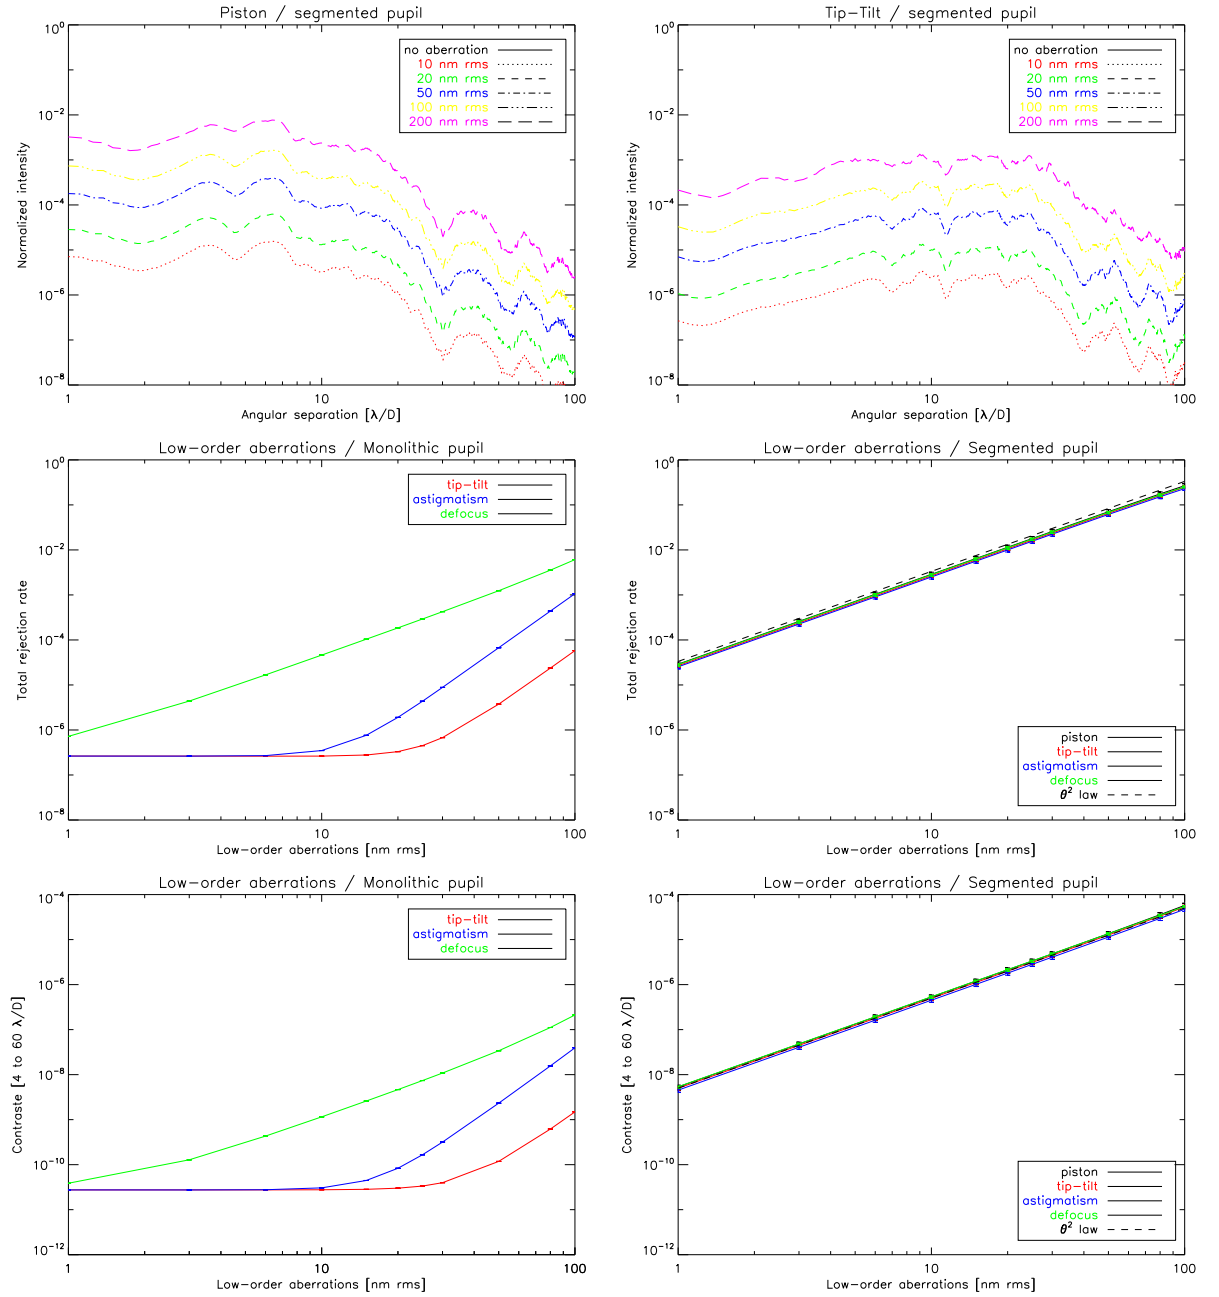 Piston / segmented pupil
10^0
10^-2
10^-4
10^-6
10^-8
Normalized intensity
no aberration
10 nm rms
20 nm rms
50 nm rms
100 nm rms
200 nm rms
1
10
100
Angular separation [λ/D]
Tip-Tilt / segmented pupil
10^0
10^-2
10^-4
10^-6
10^-8
Normalized intensity
no aberration
10 nm rms
20 nm rms
50 nm rms
100 nm rms
200 nm rms
1
10
100
Angular separation [λ/D]
Low-order aberrations / Monolithic pupil
10^0
10^-2
10^-4
10^-6
10^-8
Total rejection rate
tip-tilt
astigmatism
defocus
1
10
100
Low-order aberrations [nm rms]
Low-order aberrations / Segmented pupil
10^0
10^-2
10^-4
10^-6
10^-8
Total rejection rate
piston
tip-tilt
astigmatism
defocus
θ² law
1
10
100
Low-order aberrations [nm rms]
Low-order aberrations / Monolithic pupil
10^-4
10^-6
10^-8
10^-10
10^-12
Contraste [4 to 60 λ/D]
tip-tilt
astigmatism
defocus
1
10
100
Low-order aberrations [nm rms]
Low-order aberrations / Segmented pupil
10^-4
10^-6
10^-8
10^-10
10^-12
Contraste [4 to 60 λ/D]
piston
tip-tilt
astigmatism
defocus
θ² law
1
10
100
Low-order aberrations [nm rms]